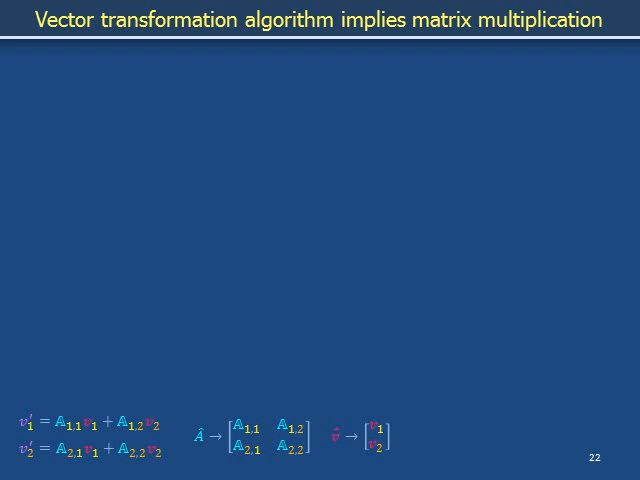 Vector transformation algorithm implies matrix multiplication
𝑣′₁ = 𝔸₁,₁𝑣₁ + 𝔸₁,₂𝑣₂
𝑣′₂ = 𝔸₂,₁𝑣₁ + 𝔸₂,₂𝑣₂
Â → [𝔸₁,₁ 𝔸₁,₂
𝔸₂,₁ 𝔸₂,₂]
𝑣⃗ → [𝑣₁
𝑣₂]
22